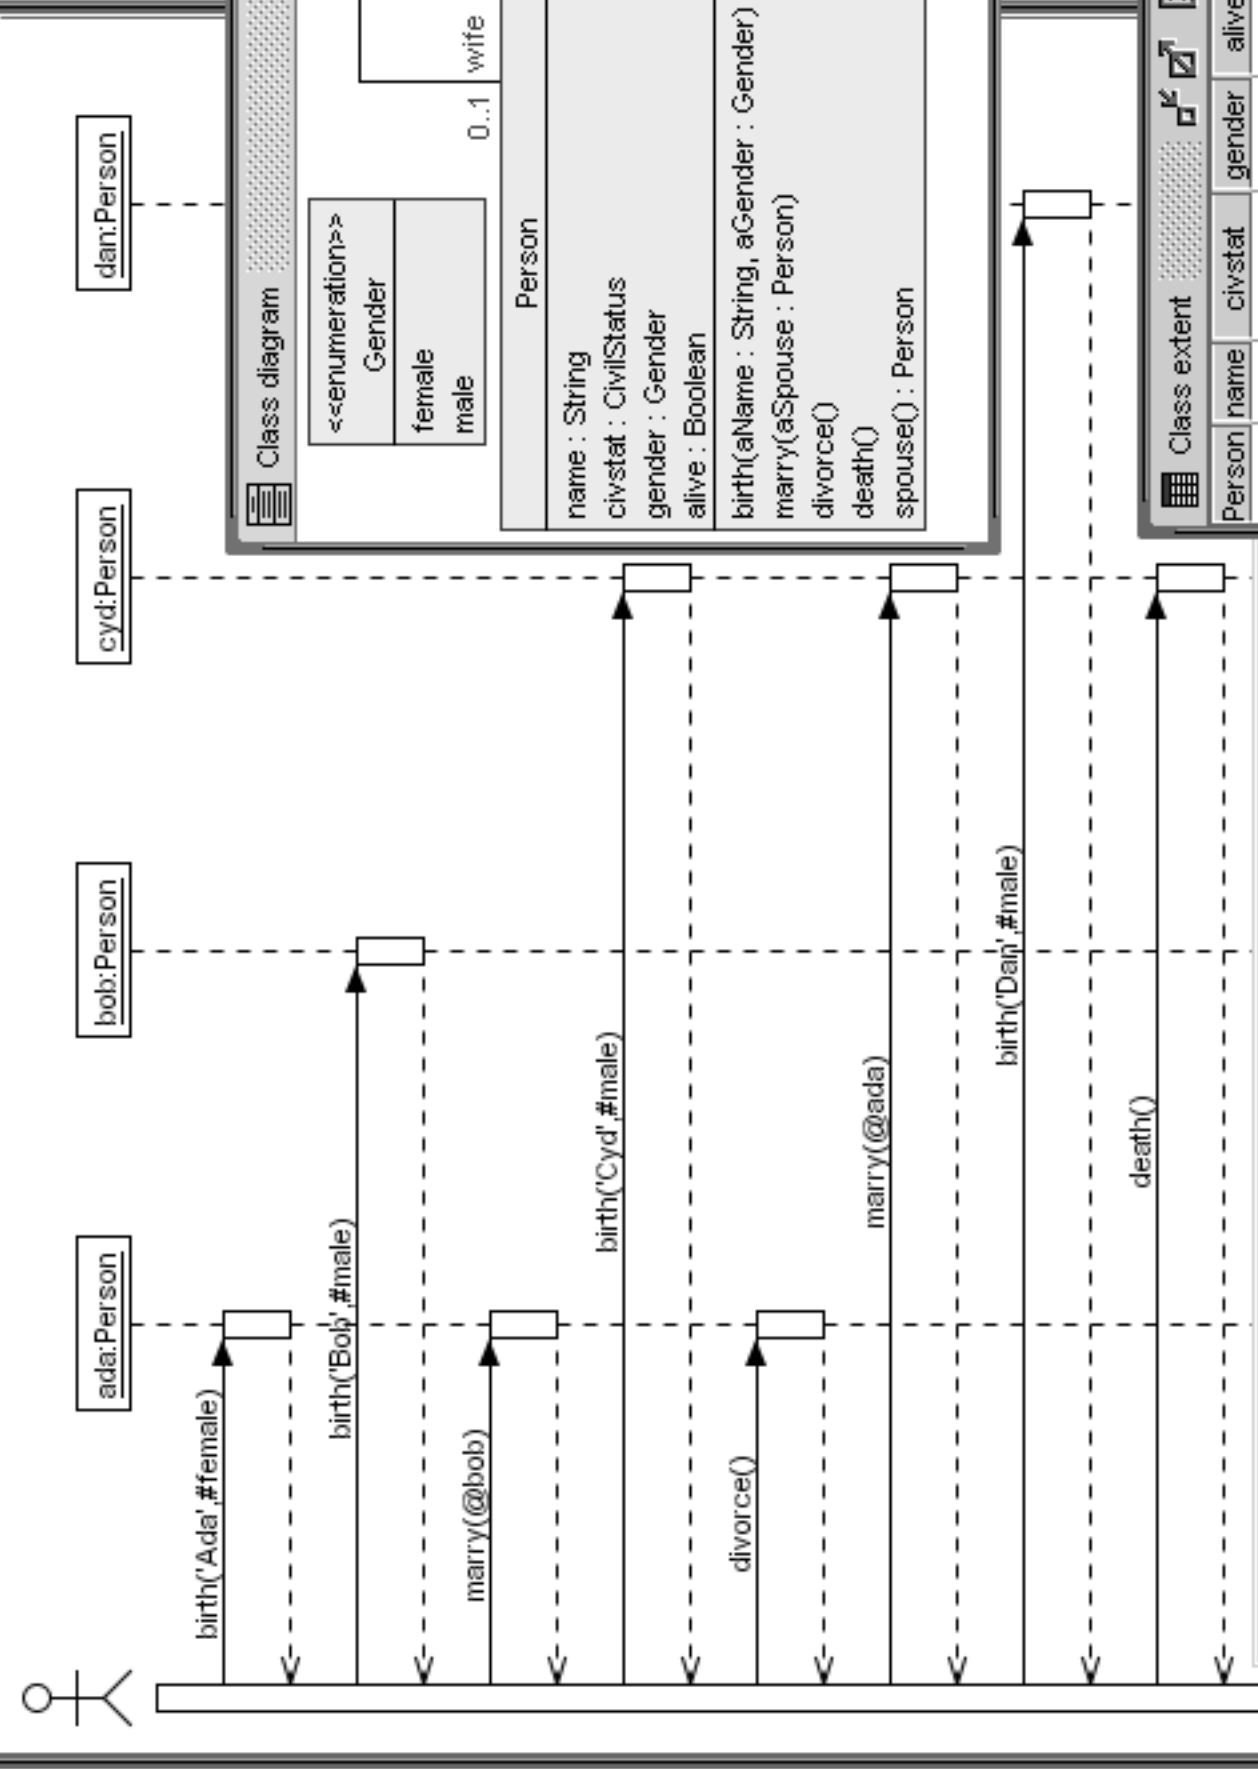 ada:Person
bob:Person
cyd:Person
dan:Person
birth('Ada',#female)
birth('Bob',#male)
marry(@bob)
birth('Cyd',#male)
divorce()
marry(@ada)
birth('Dan',#male)
death()
Class diagram
<<enumeration>>
Gender
female
male
0..1
wife
Person
name : String
civstat : CivilStatus
gender : Gender
alive : Boolean
birth(aName : String, aGender : Gender)
marry(aSpouse : Person)
divorce()
death()
spouse() : Person
Class extent
Person name civstat gender alive